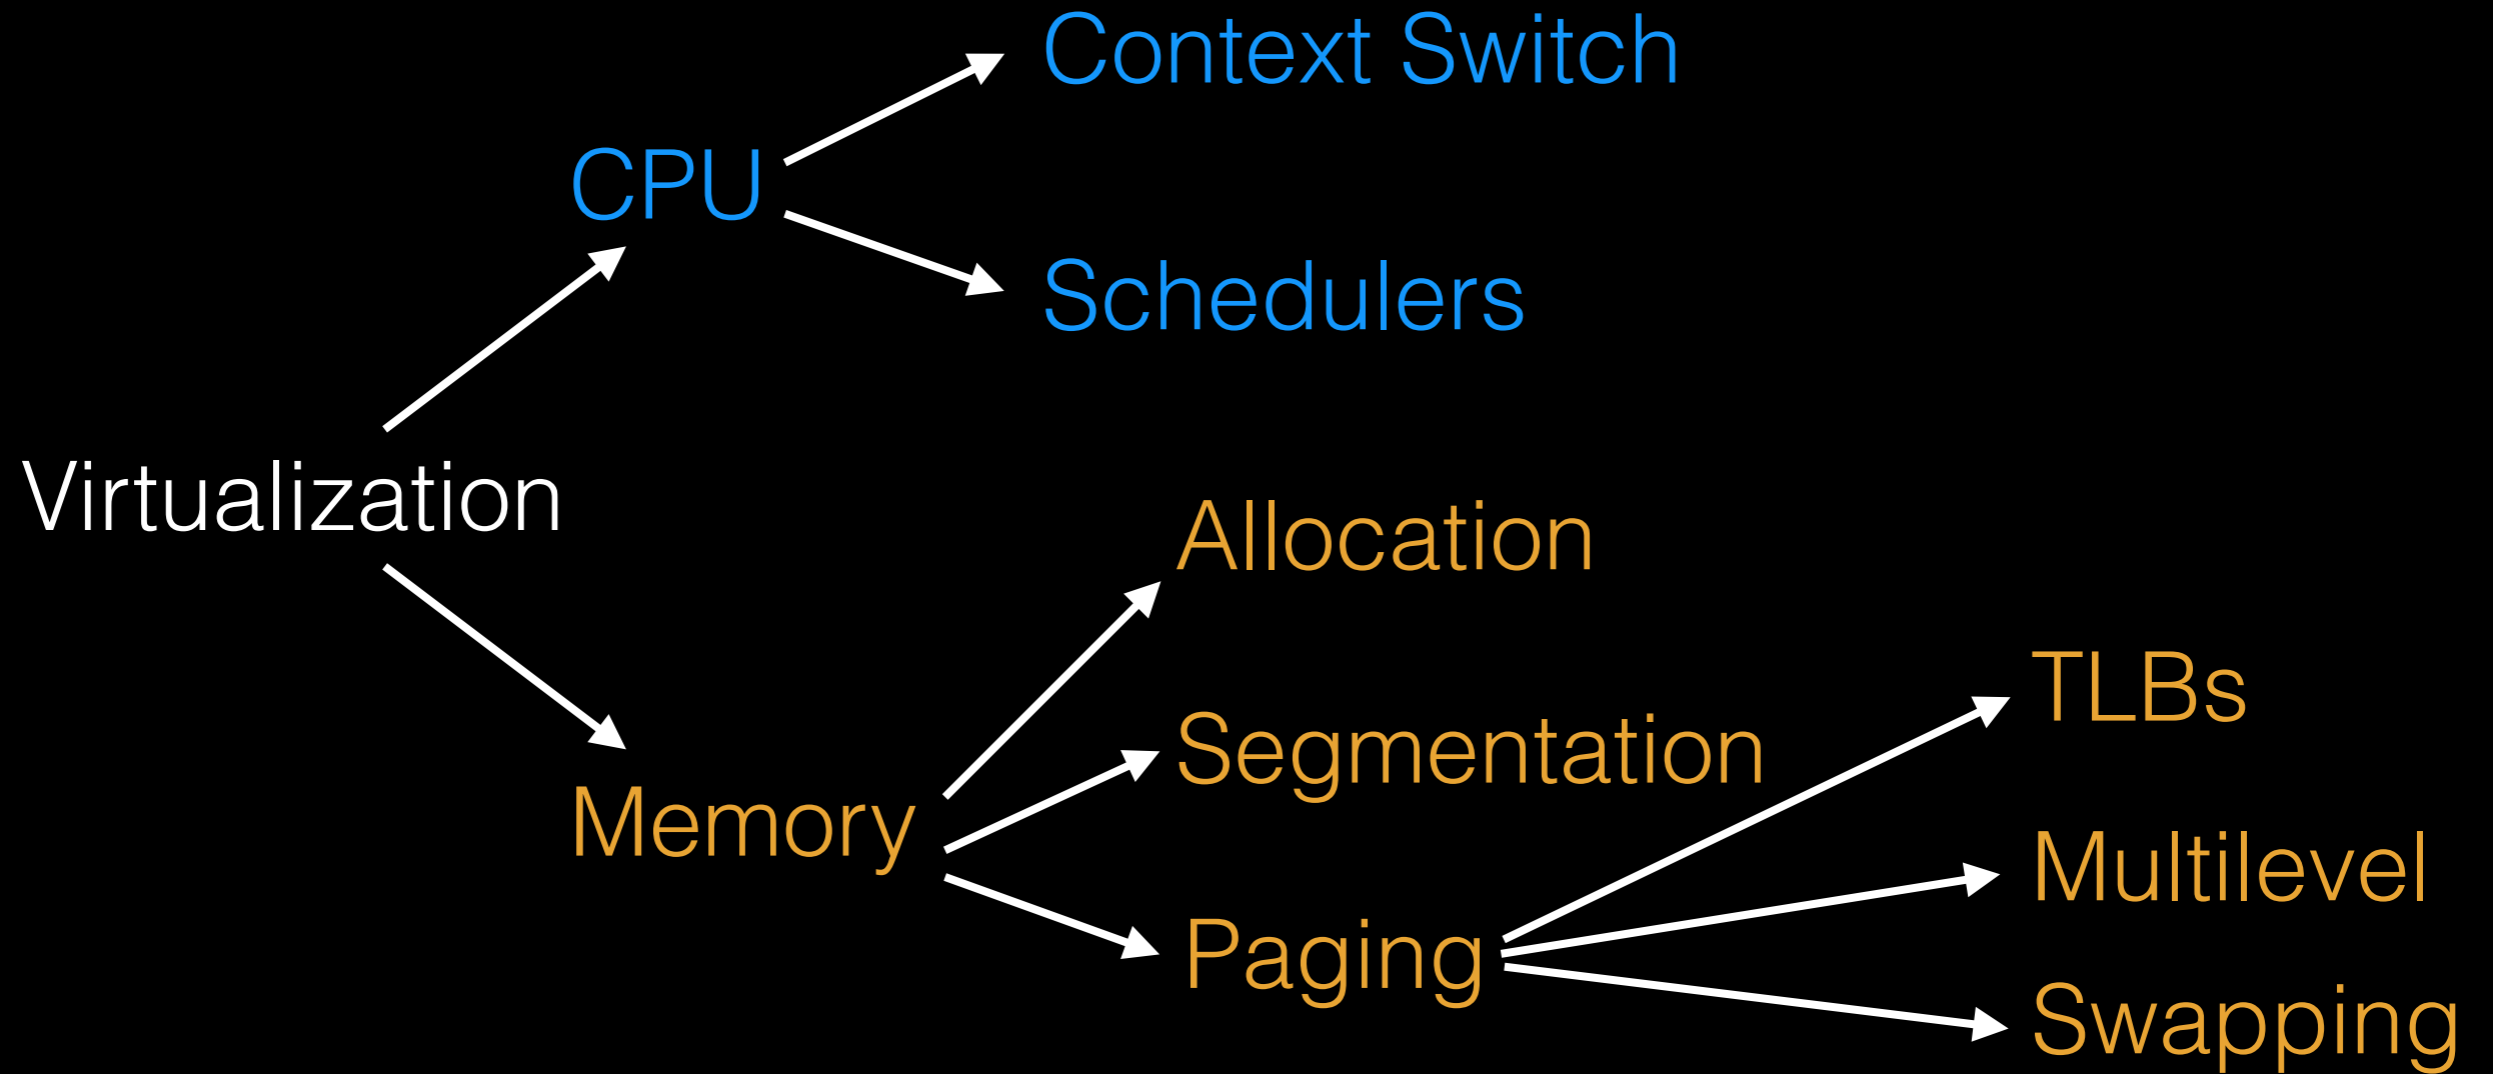 Context Switch
CPU
Schedulers
Virtualization
Allocation
TLBs
Segmentation
Memory
Multilevel
Paging
Swapping